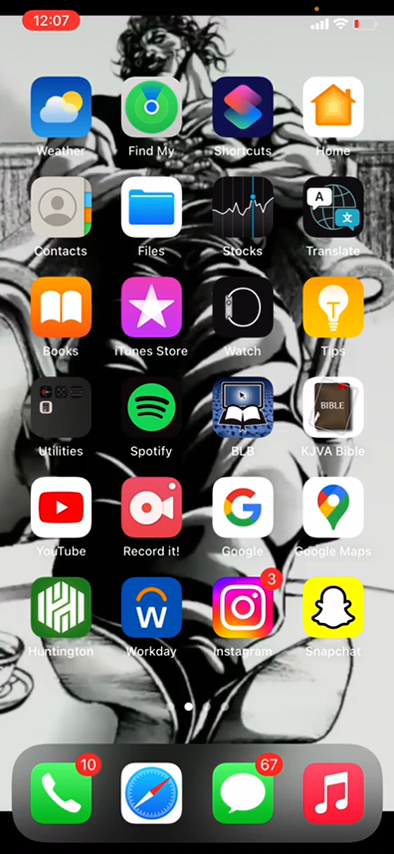 12:07
Weather Find My Shortcuts Home
A
文
Contacts Files Stocks Translate
T
Books iTunes Store Watch Tips
BIBLE
Utilities Spotify BLB KJVA Bible
G
YouTube Record it! Google Google Maps
W
3
Huntington Workday Instagram Snapchat
10 67